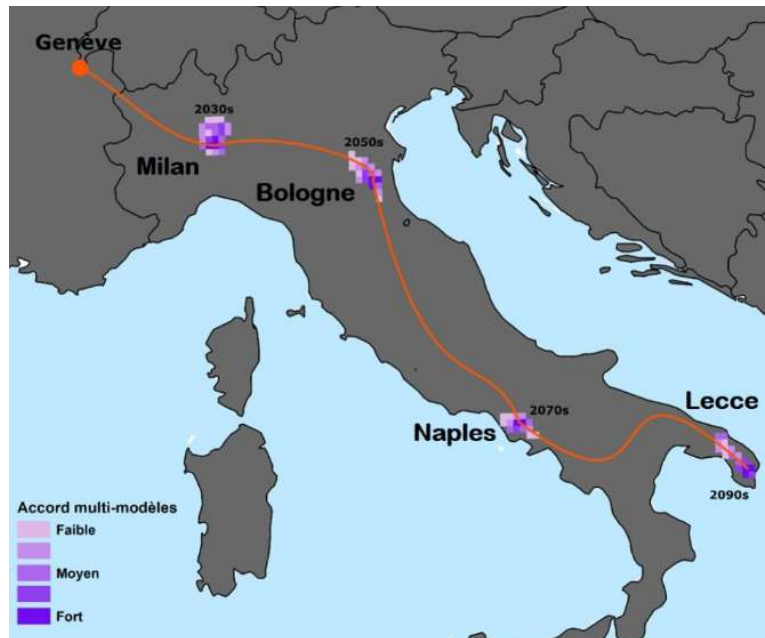 Genève
2030s
Milan
2050s
Bologne
2070s
Naples
Lecce
2090s
Accord multi-modèles
Faible
Moyen
Fort